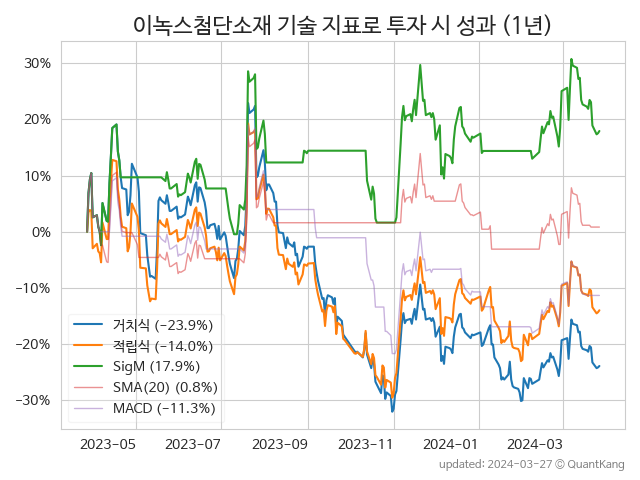 이녹스첨단소재 기술 지표로 투자 시 성과 (1년)
30%
20%
10%
0%
−10%
−20%
−30%
거치식 (−23.9%)
적립식 (−14.0%)
SigM (17.9%)
SMA(20) (0.8%)
MACD (−11.3%)
2023-05 2023-07 2023-09 2023-11 2024-01 2024-03
updated: 2024-03-27 © QuantKang